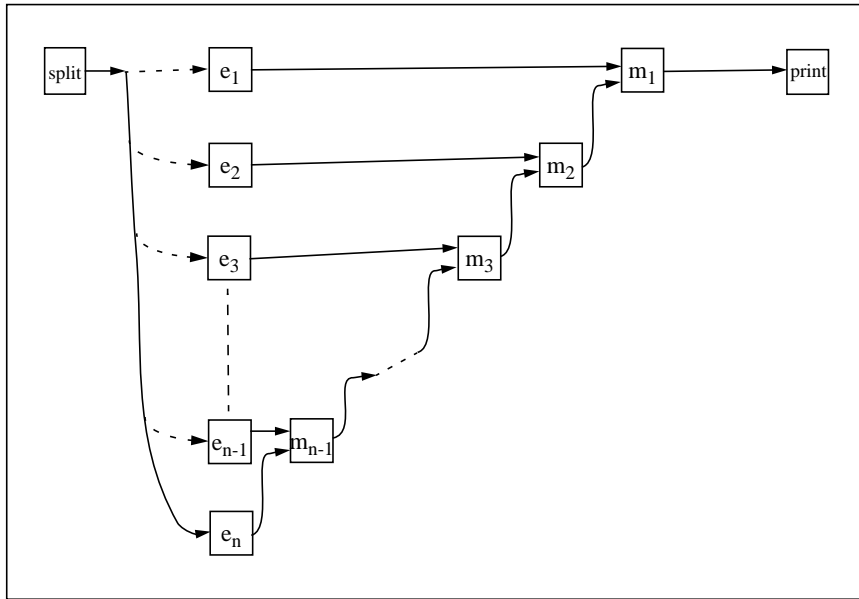 split e₁ m₁ print
e₂ m₂
e₃ m₃
eₙ₋₁ mₙ₋₁
eₙ